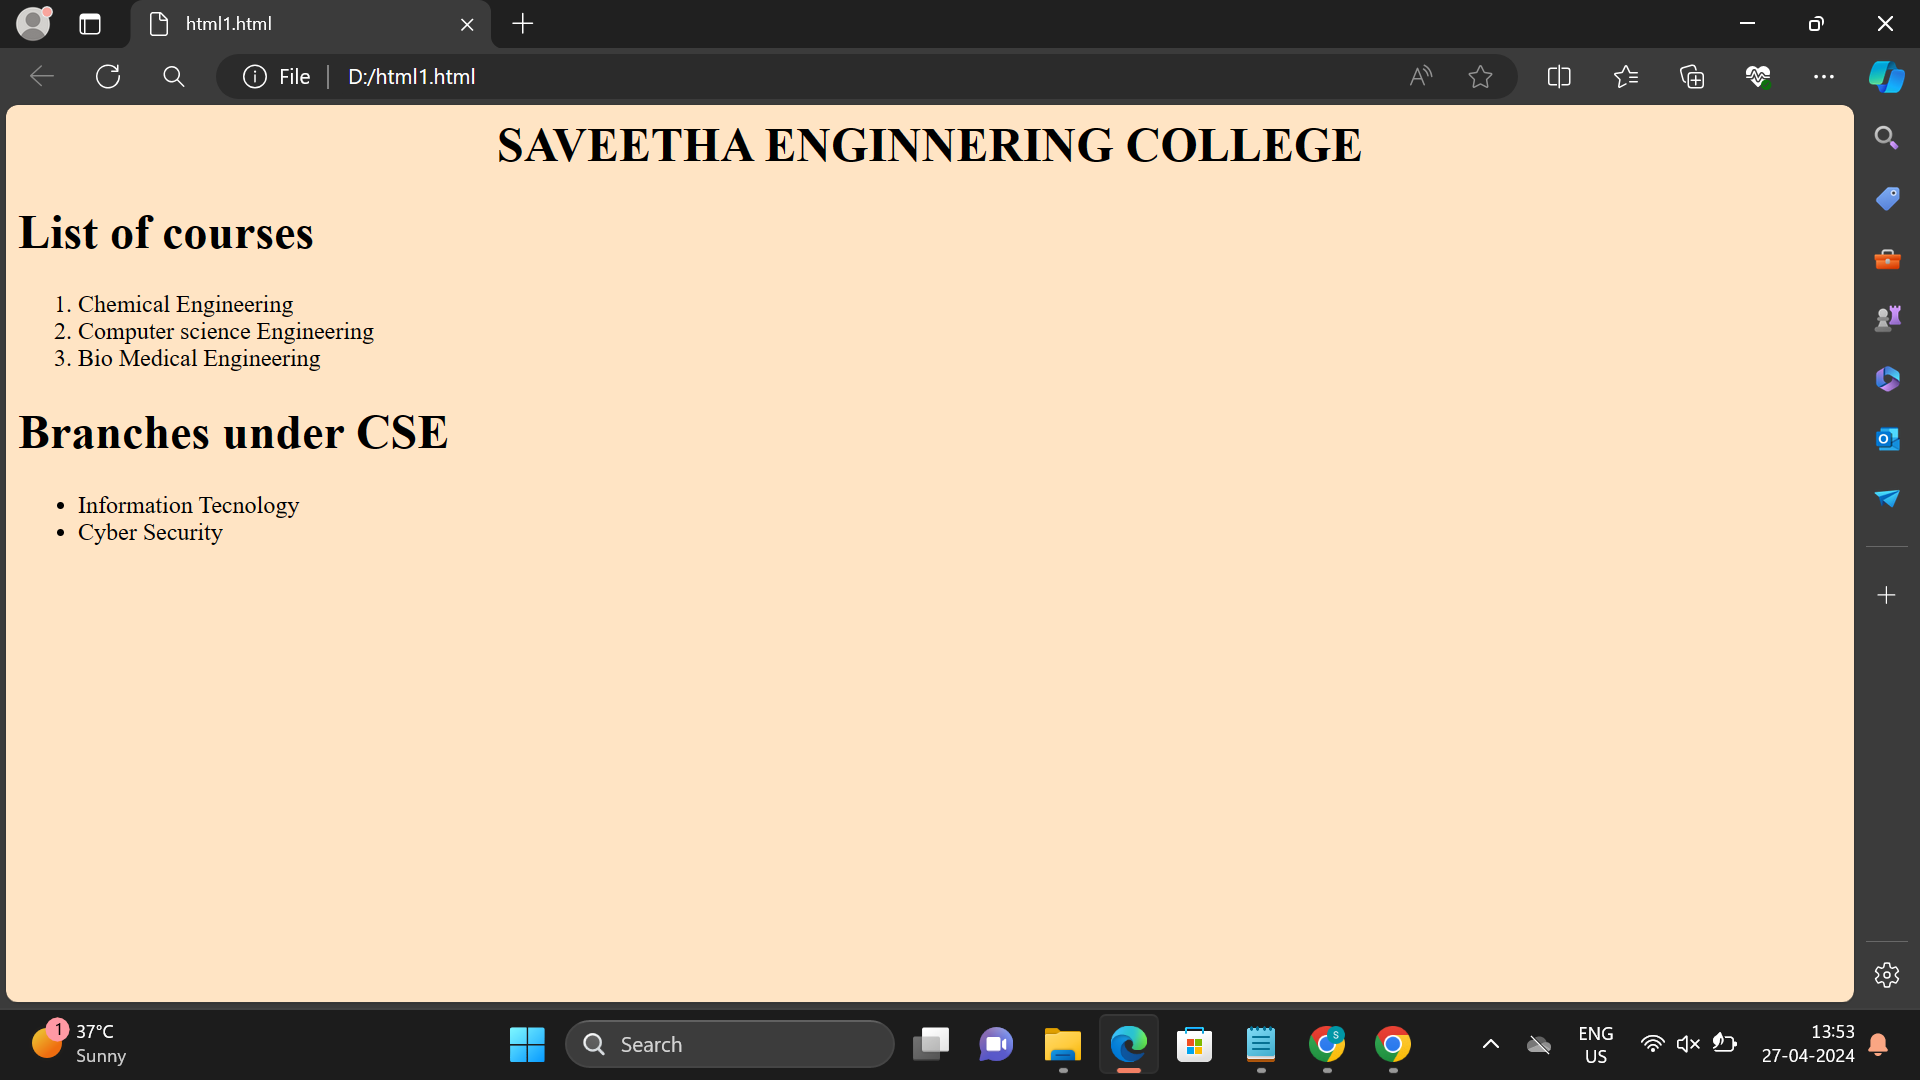 html1.html
File
D:/html1.html
SAVEETHA ENGINNERING COLLEGE
List of courses
1. Chemical Engineering
2. Computer science Engineering
3. Bio Medical Engineering
Branches under CSE
• Information Tecnology
• Cyber Security
1
37°C
Sunny
Search
S
ENG
US
13:53
27-04-2024